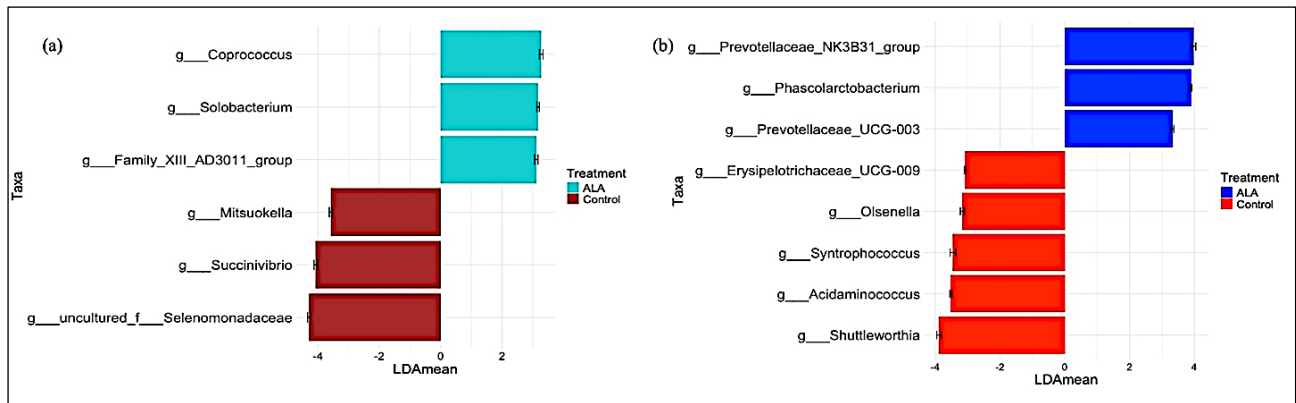 (a)
g___Coprococcus
g___Solobacterium
g___Family_XIII_AD3011_group
g___Mitsuokella
g___Succinivibrio
g___uncultured_f___Selenomonadaceae
Taxa
-4 -2 0 2
LDAmean
Treatment
ALA
Control
(b)
g___Prevotellaceae_NK3B31_group
g___Phascolarctobacterium
g___Prevotellaceae_UCG-003
g___Erysipelotrichaceae_UCG-009
g___Olsenella
g___Syntrophococcus
g___Acidaminococcus
g___Shuttleworthia
Taxa
-4 -2 0 2 4
LDAmean
Treatment
ALA
Control